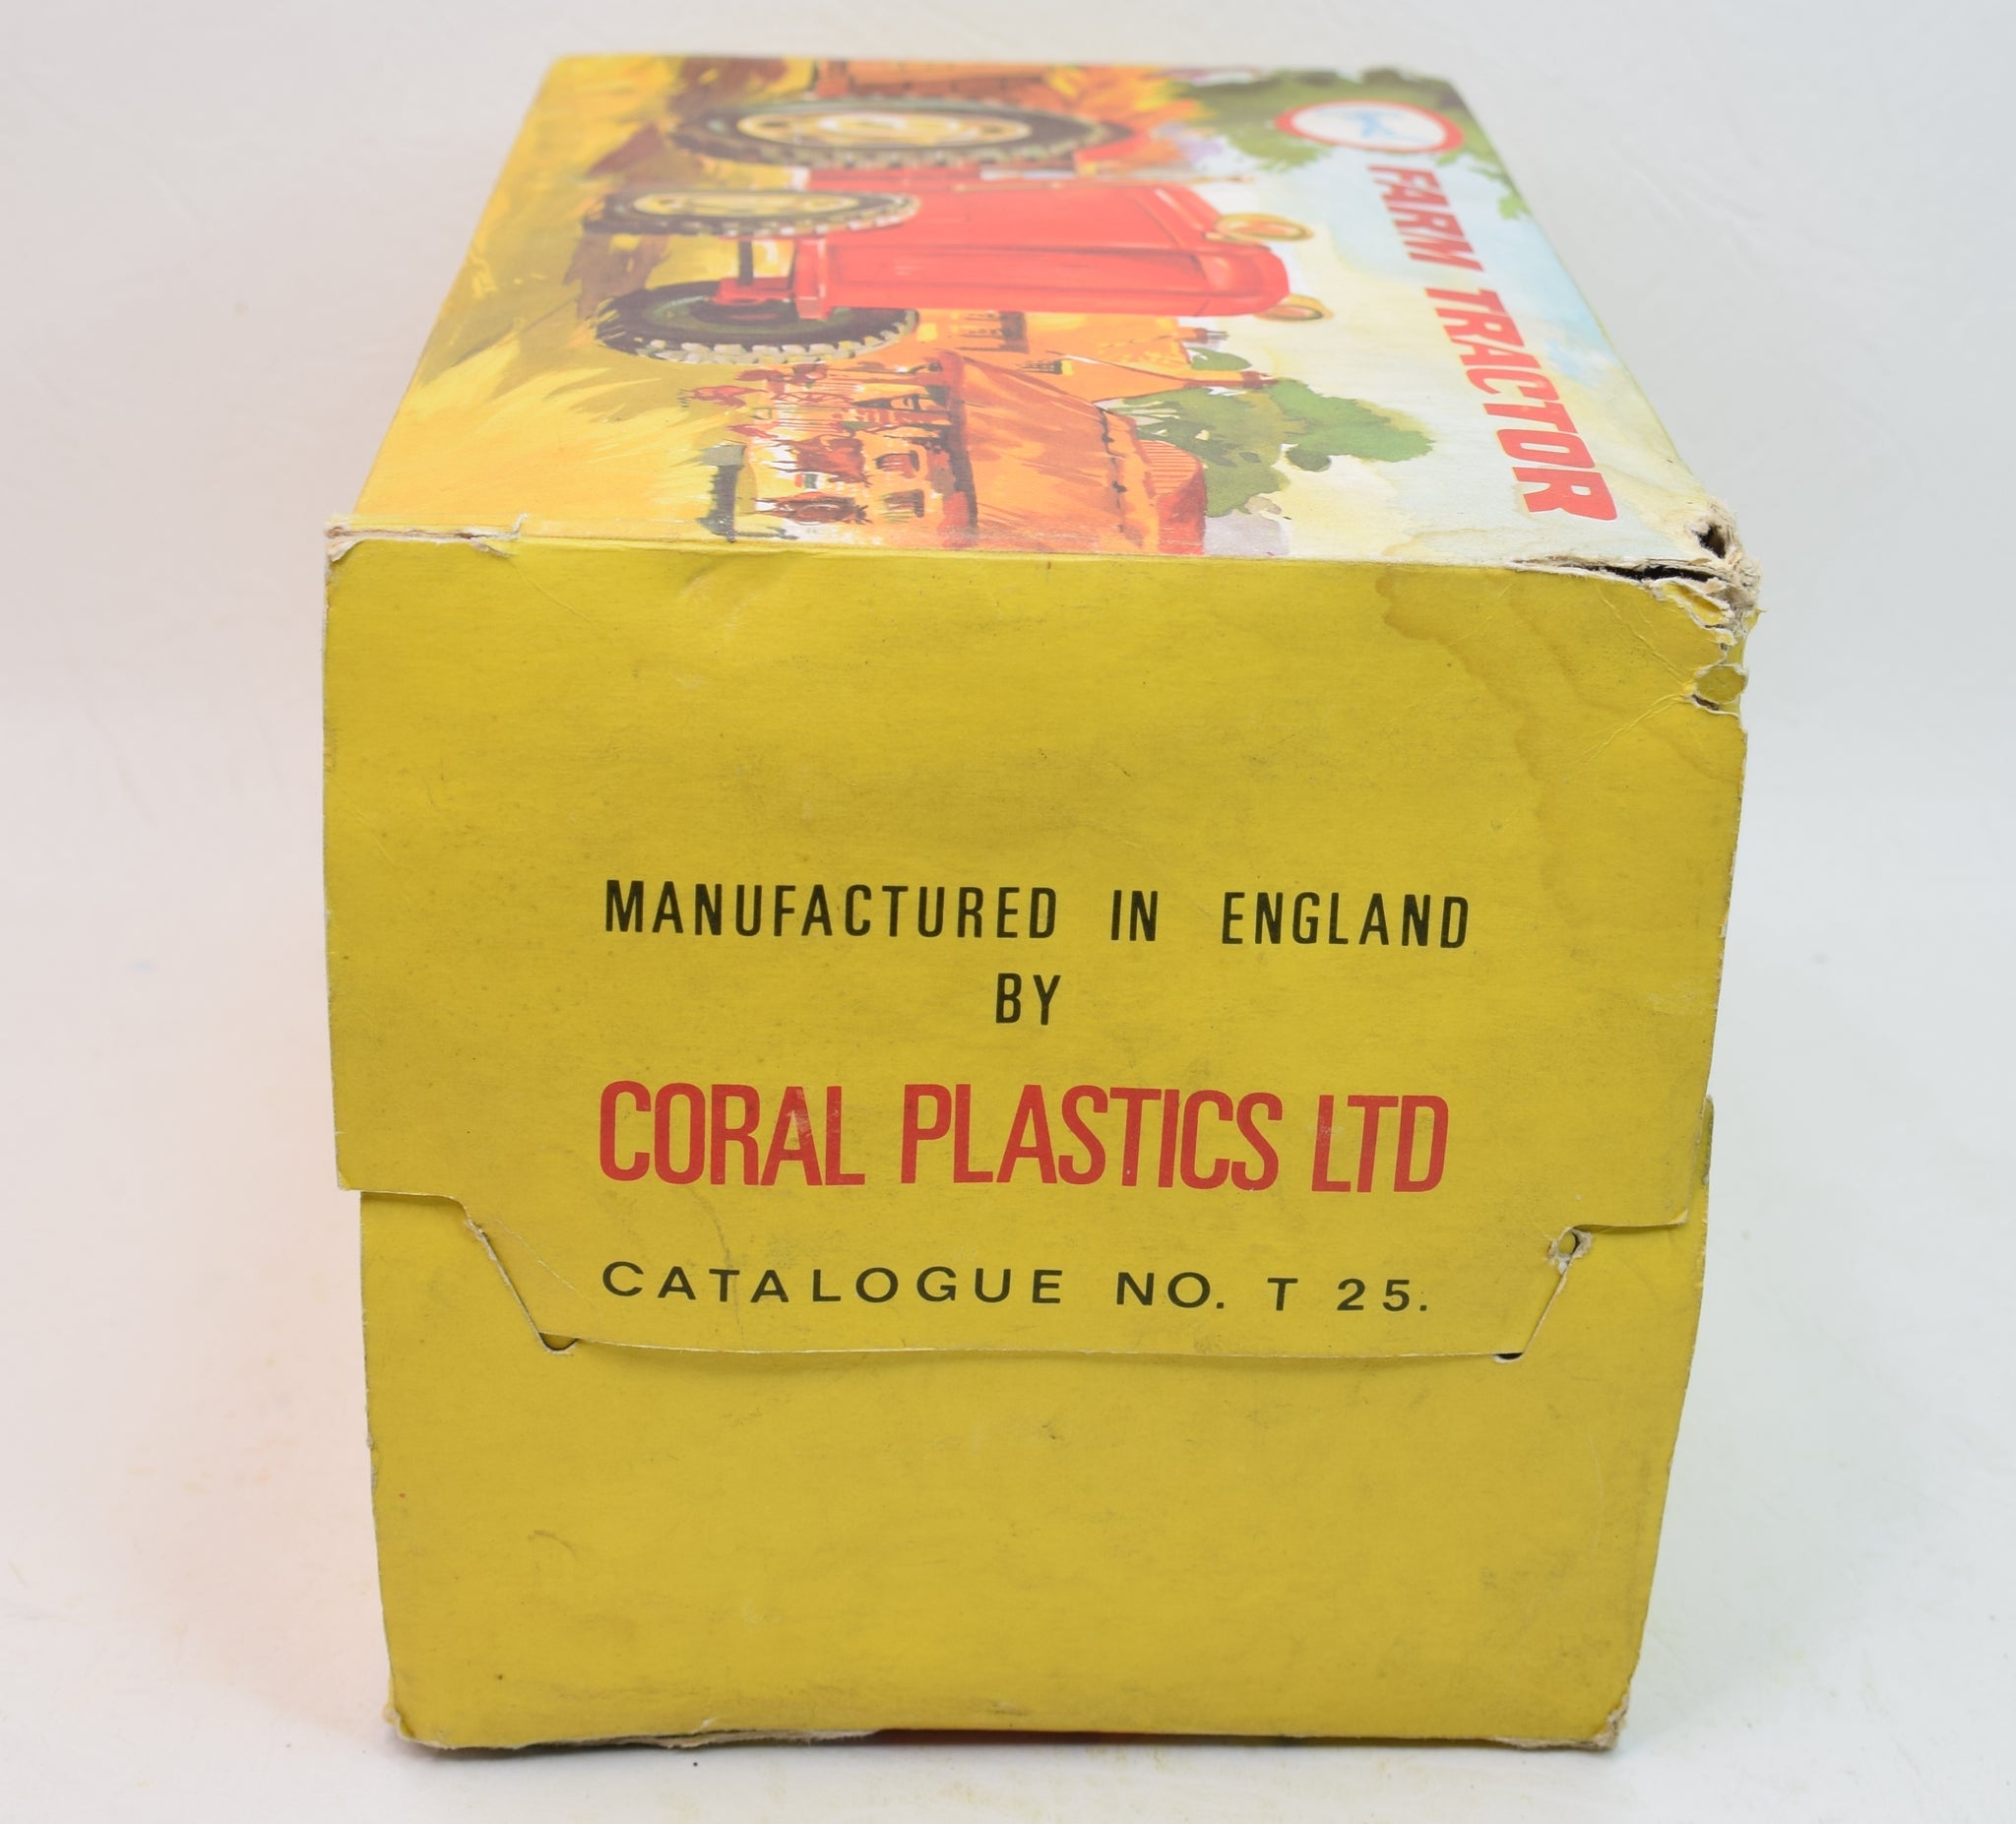 FARM TRACTOR
MANUFACTURED IN ENGLAND
BY
CORAL PLASTICS LTD
CATALOGUE NO. T 25.